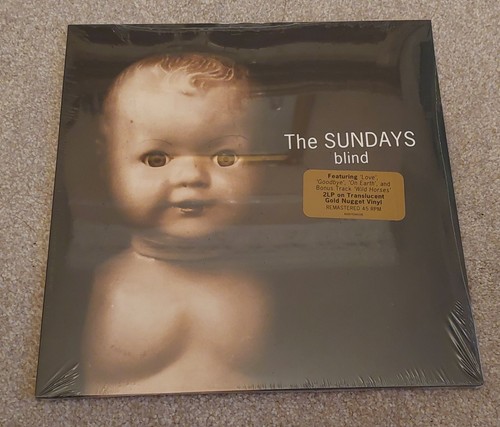 The SUNDAYS
blind
Featuring 'Love',
'Goodbye', 'On Earth', and
Bonus Track 'Wild Horses'
2LP on Translucent
Gold Nugget Vinyl
REMASTERED 45 RPM